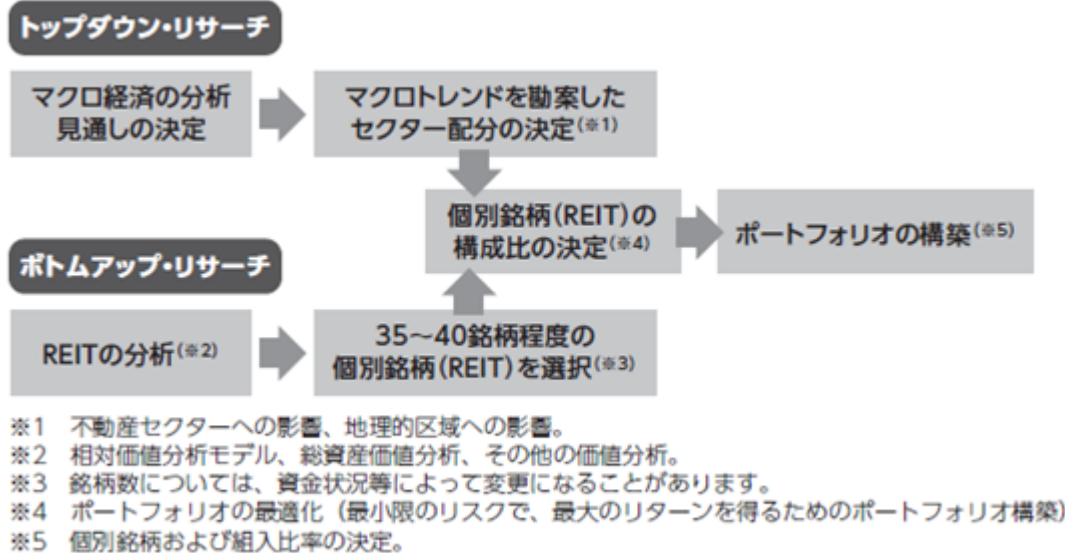 トップダウン・リサーチ
マクロ経済の分析
見通しの決定
マクロトレンドを勘案した
セクター配分の決定(※1)
個別銘柄(REIT)の
構成比の決定(※4)
ポートフォリオの構築(※5)
ボトムアップ・リサーチ
REITの分析(※2)
35～40銘柄程度の
個別銘柄(REIT)を選択(※3)
※1 不動産セクターへの影響、地理的区域への影響。
※2 相対価値分析モデル、総資産価値分析、その他の価値分析。
※3 銘柄数については、資金状況等によって変更になることがあります。
※4 ポートフォリオの最適化（最小限のリスクで、最大のリターンを得るためのポートフォリオ構築）
※5 個別銘柄および組入比率の決定。